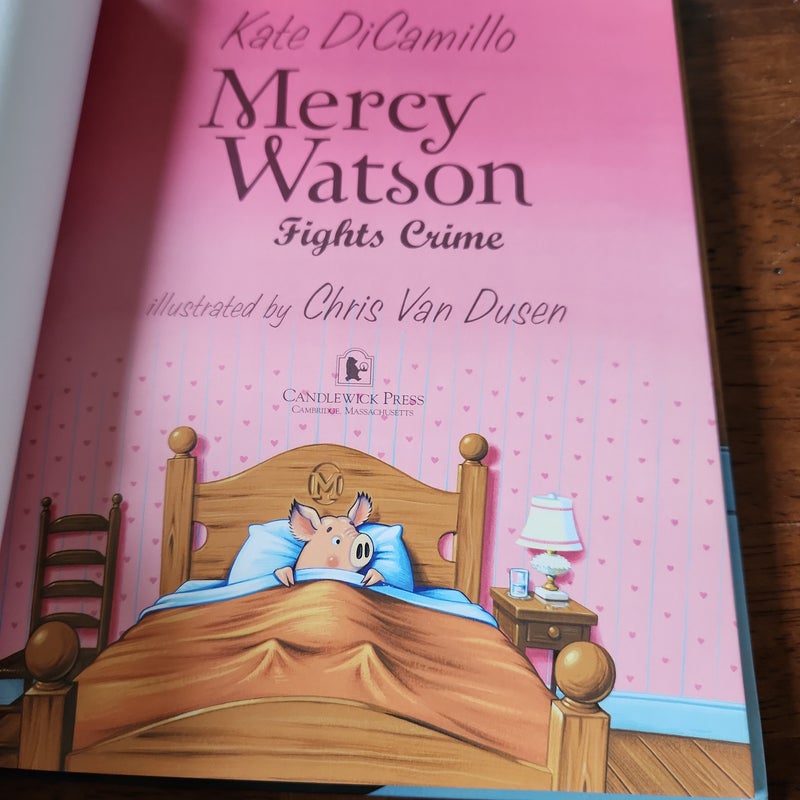 Kate DiCamillo
Mercy
Watson
Fights Crime
illustrated by Chris Van Dusen
CANDLEWICK PRESS
CAMBRIDGE, MASSACHUSETTS
M